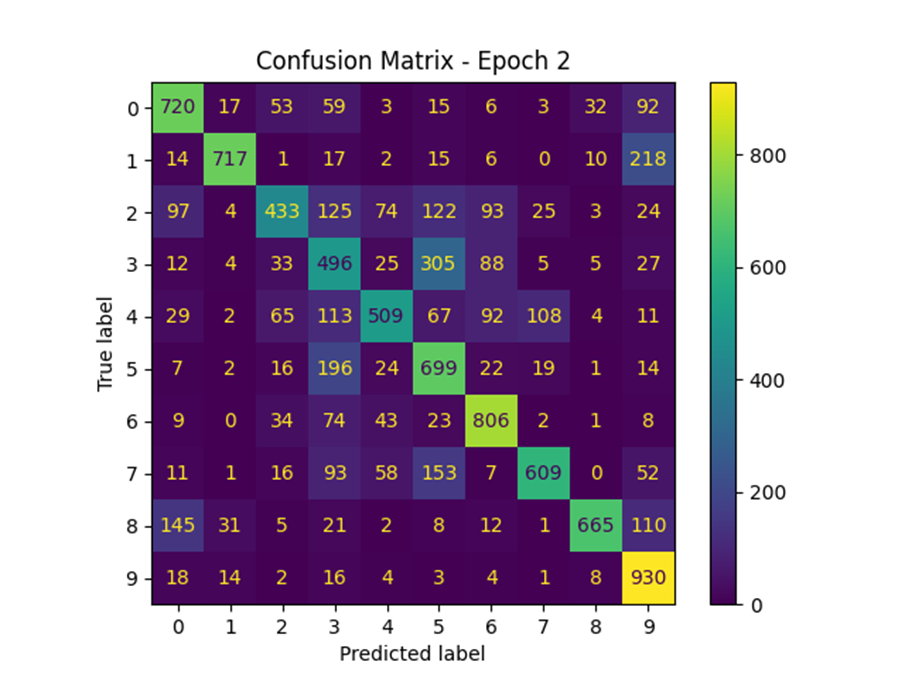 Confusion Matrix - Epoch 2
0 720 17 53 59 3 15 6 3 32 92
1 14 717 1 17 2 15 6 0 10 218
2 97 4 433 125 74 122 93 25 3 24
3 12 4 33 496 25 305 88 5 5 27
4 29 2 65 113 509 67 92 108 4 11
5 7 2 16 196 24 699 22 19 1 14
6 9 0 34 74 43 23 806 2 1 8
7 11 1 16 93 58 153 7 609 0 52
8 145 31 5 21 2 8 12 1 665 110
9 18 14 2 16 4 3 4 1 8 930
0 1 2 3 4 5 6 7 8 9
Predicted label
True label
800
600
400
200
0